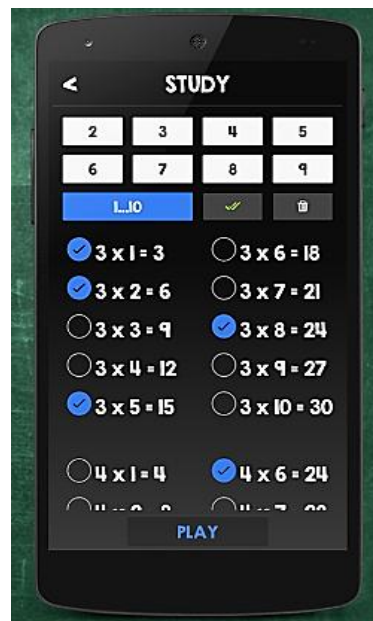 STUDY
2 3 4 5
6 7 8 9
1...10
3 x 1 = 3
3 x 2 = 6
3 x 3 = 9
3 x 4 = 12
3 x 5 = 15
3 x 6 = 18
3 x 7 = 21
3 x 8 = 24
3 x 9 = 27
3 x 10 = 30
4 x 1 = 4
4 x 6 = 24
PLAY